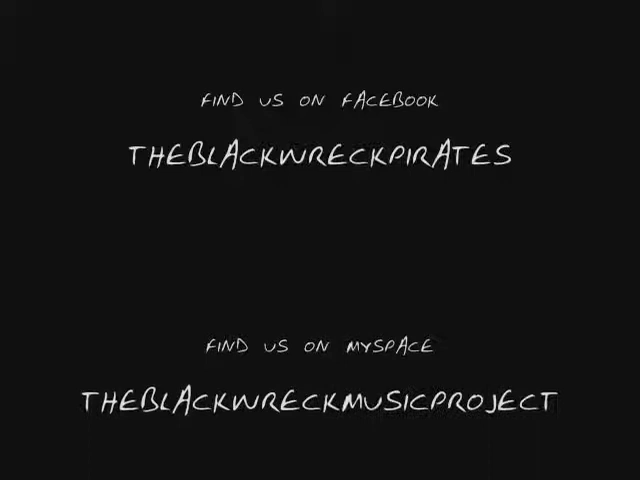 FIND US ON FACEBOOK
THEBLACKWRECKPIRATES
FIND US ON MYSPACE
THEBLACKWRECKMUSICPROJECT